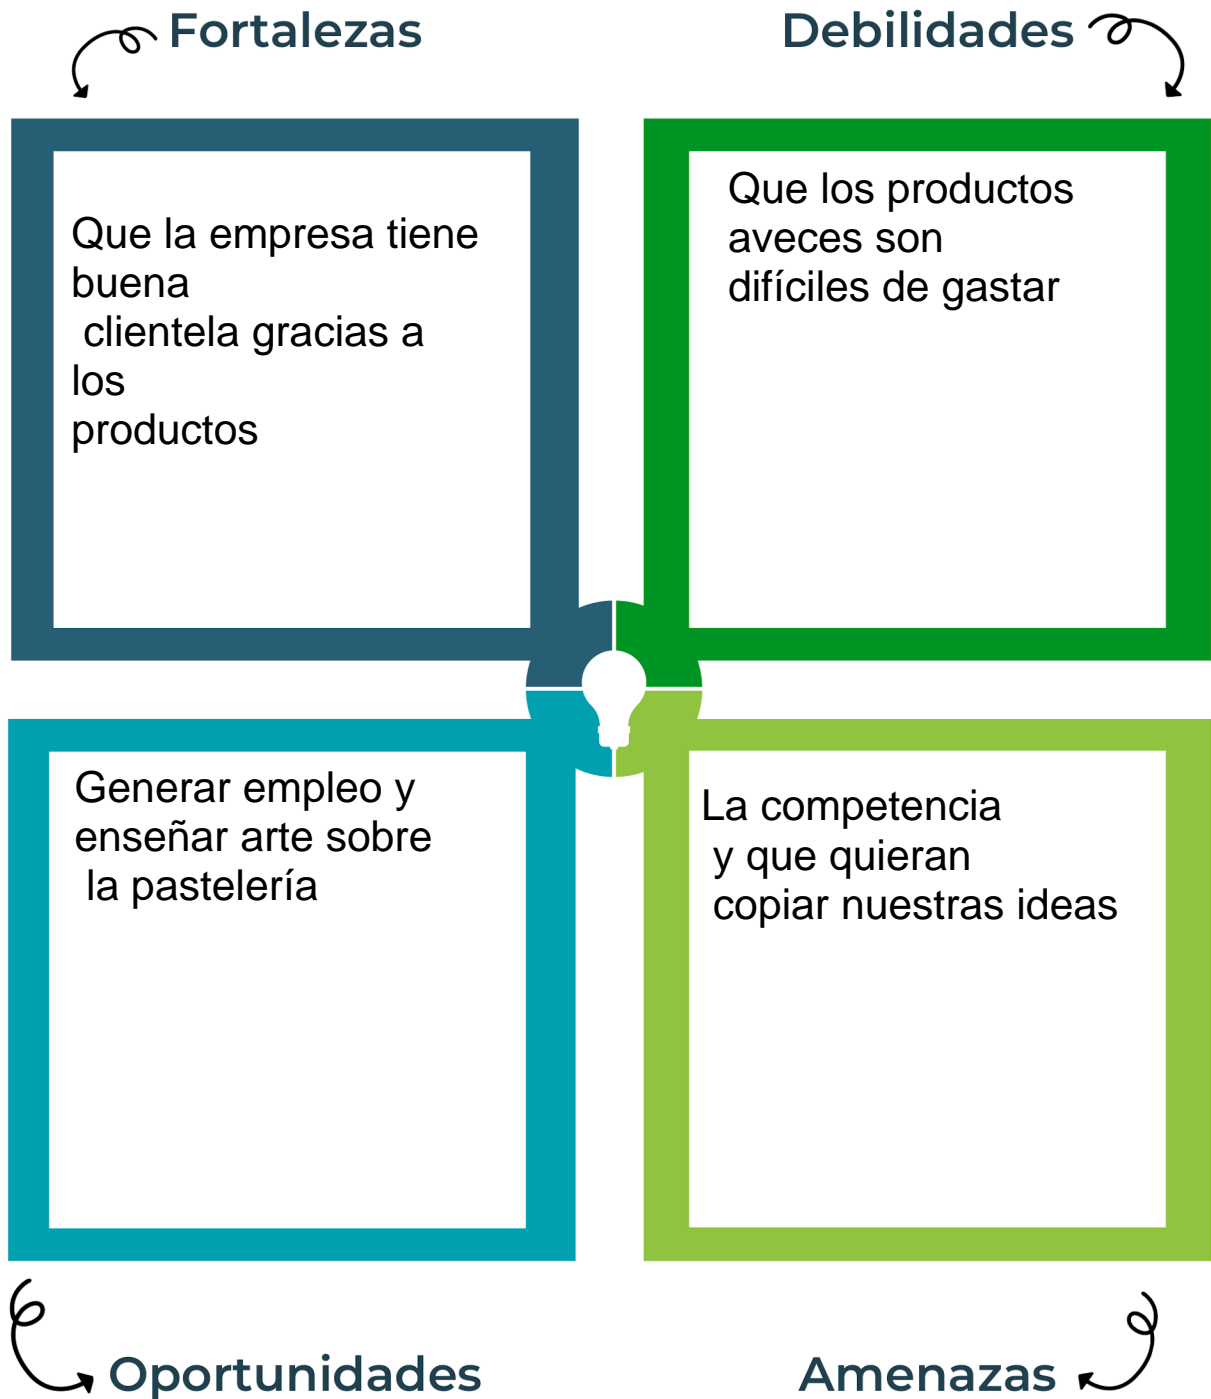 Fortalezas
Que la empresa tiene
buena
clientela gracias a
los
productos
Debilidades
Que los productos
aveces son
difíciles de gastar
Generar empleo y
enseñar arte sobre
la pastelería
Oportunidades
La competencia
y que quieran
copiar nuestras ideas
Amenazas